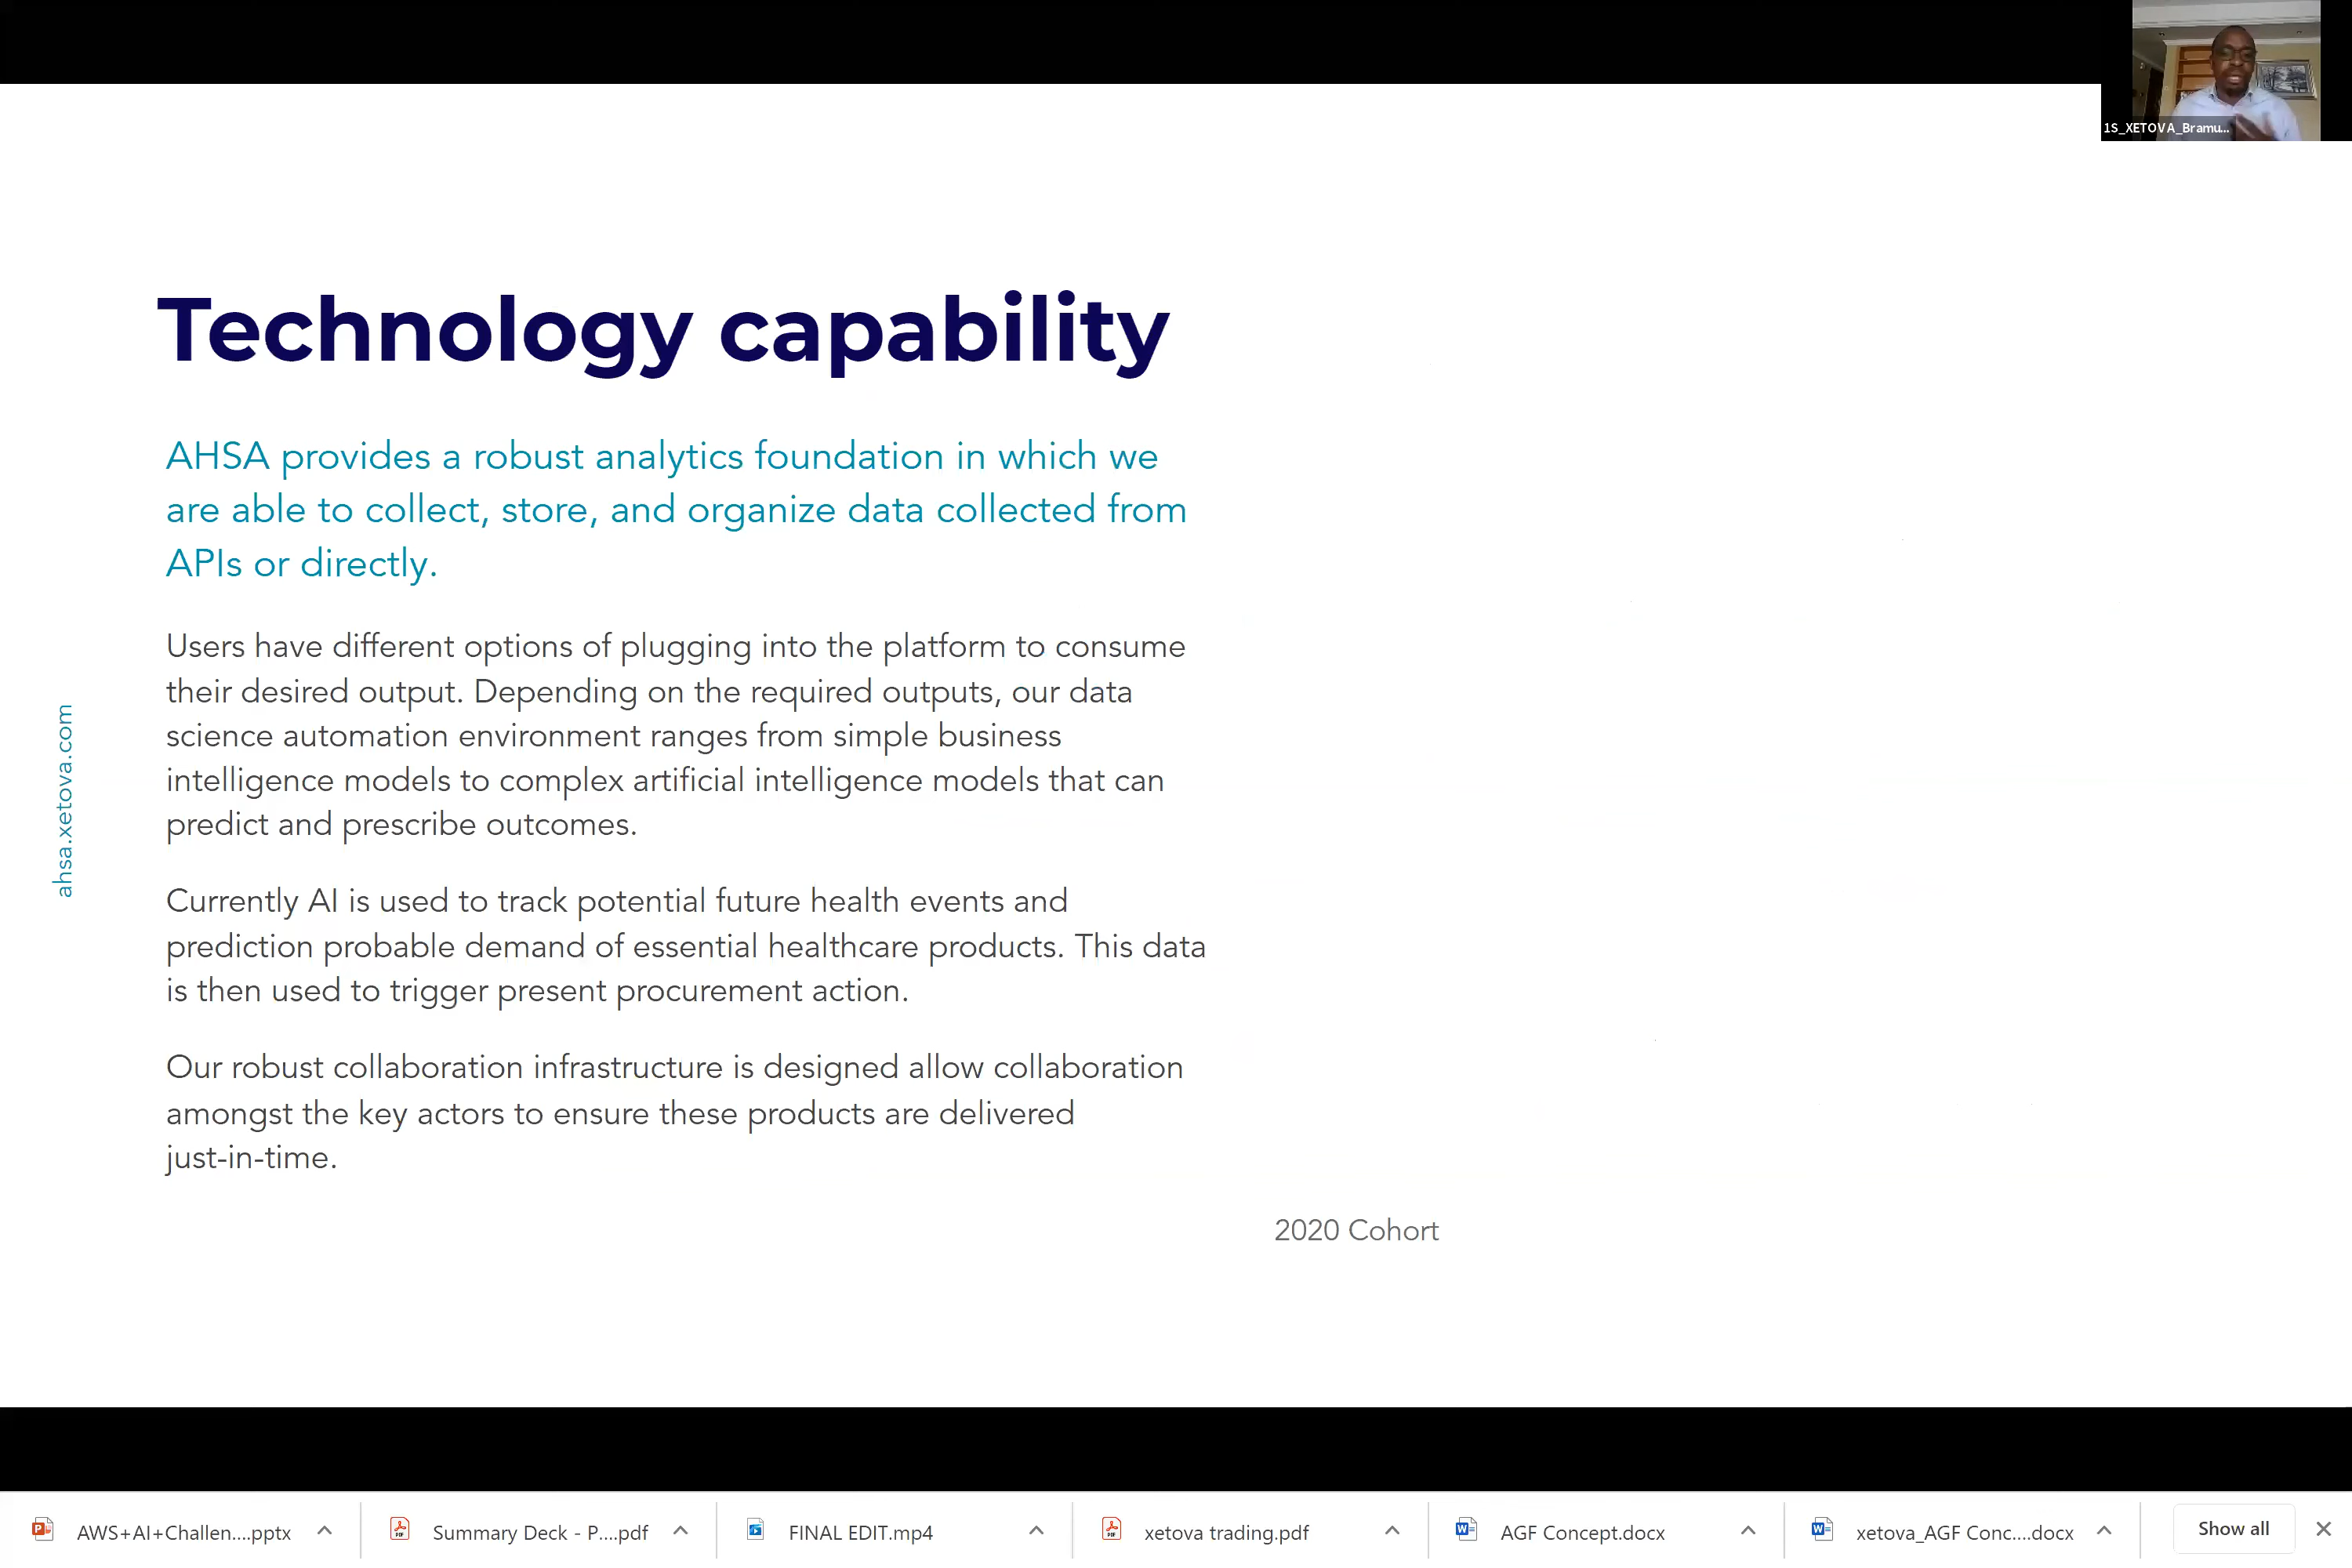 1S_XETOVA_Bramu...
Technology capability
AHSA provides a robust analytics foundation in which we
are able to collect, store, and organize data collected from
APIs or directly.
Users have different options of plugging into the platform to consume
their desired output. Depending on the required outputs, our data
science automation environment ranges from simple business
intelligence models to complex artificial intelligence models that can
predict and prescribe outcomes.
Currently AI is used to track potential future health events and
prediction probable demand of essential healthcare products. This data
is then used to trigger present procurement action.
Our robust collaboration infrastructure is designed allow collaboration
amongst the key actors to ensure these products are delivered
just-in-time.
ahsa.xetova.com
2020 Cohort
AWS+AI+Challen....pptx
Summary Deck - P....pdf
FINAL EDIT.mp4
xetova trading.pdf
AGF Concept.docx
xetova_AGF Conc....docx
Show all